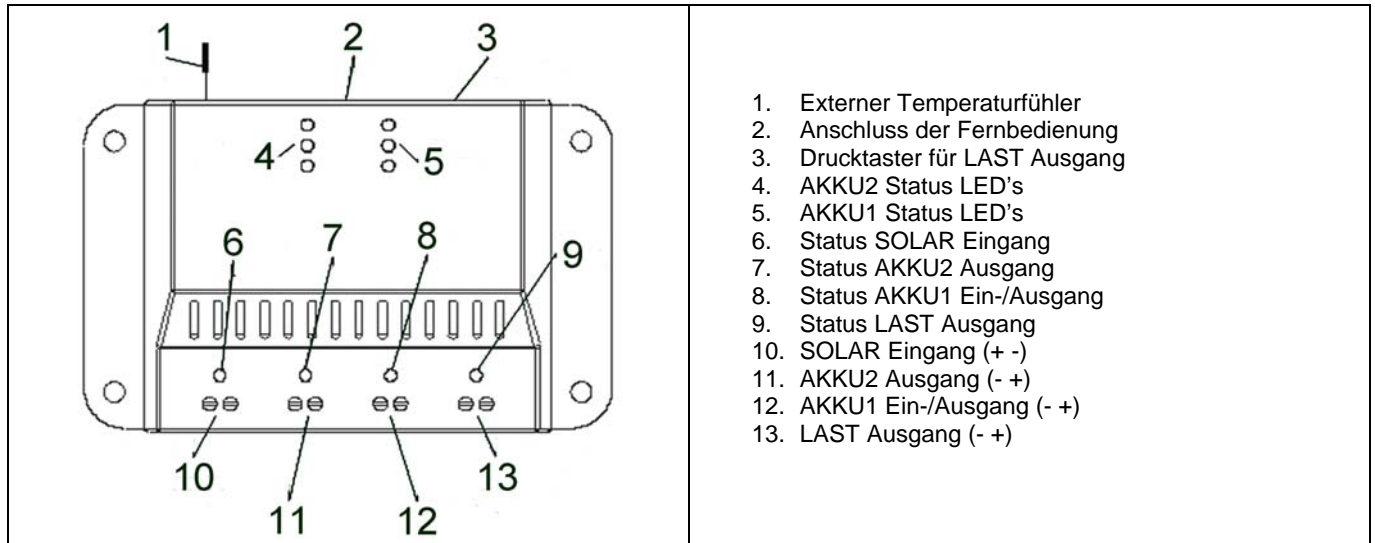 1
2
3
4
5
6
7
8
9
10
11
12
13
1. Externer Temperaturfühler
2. Anschluss der Fernbedienung
3. Drucktaster für LAST Ausgang
4. AKKU2 Status LED's
5. AKKU1 Status LED's
6. Status SOLAR Eingang
7. Status AKKU2 Ausgang
8. Status AKKU1 Ein-/Ausgang
9. Status LAST Ausgang
10. SOLAR Eingang (+ -)
11. AKKU2 Ausgang (- +)
12. AKKU1 Ein-/Ausgang (- +)
13. LAST Ausgang (- +)